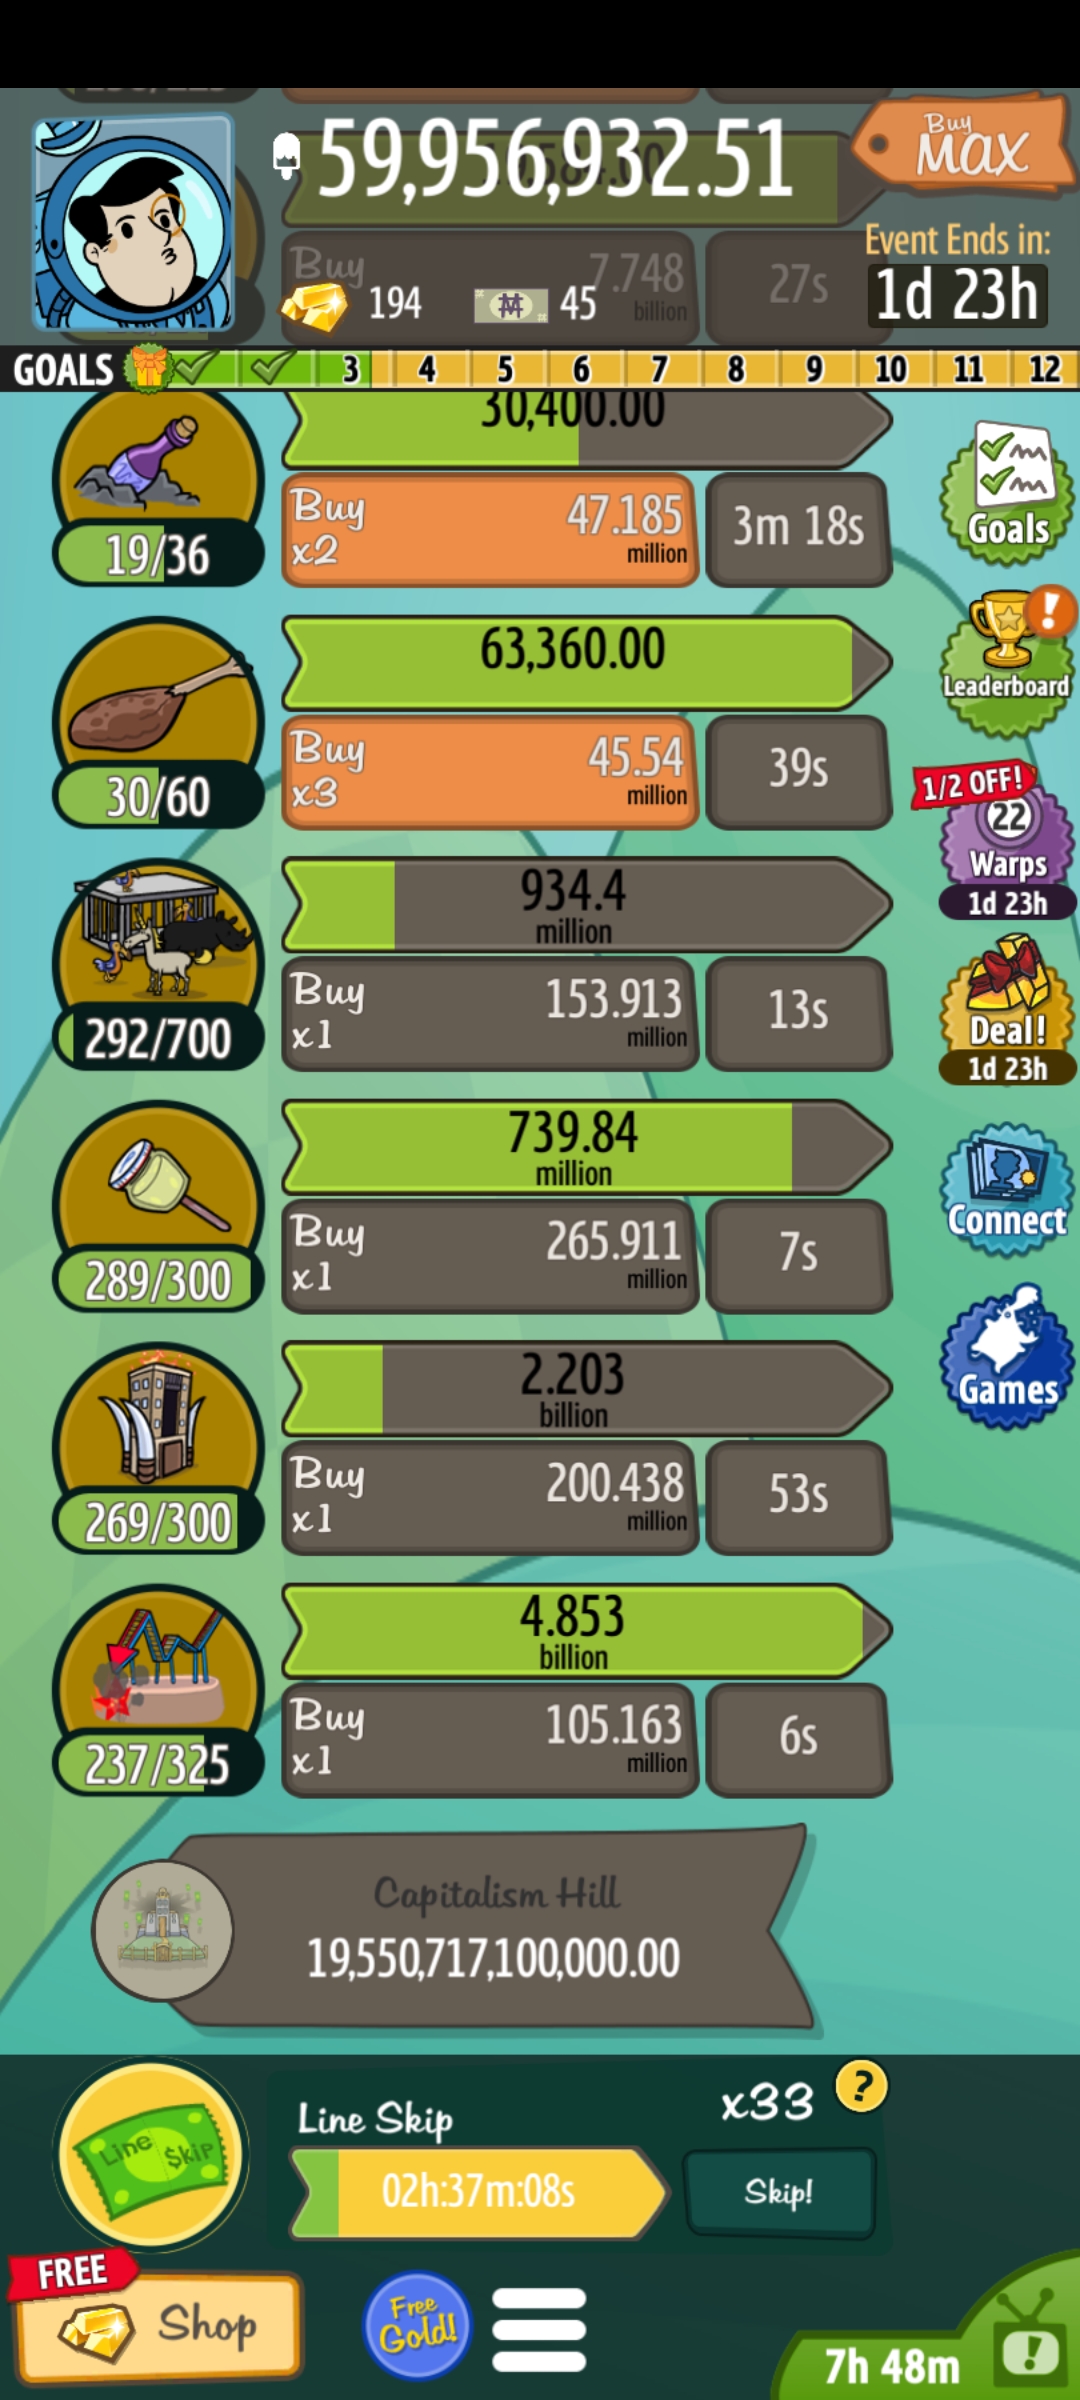 59,956,932.51
Buy
MAX
Event Ends in:
1d 23h
Buy
7.748
billion
27s
194
45
GOALS
3
4
5
6
7
8
9
10
11
12
30,400.00
19/36
Buy
x2
47.185
million
3m 18s
Goals
63,360.00
30/60
Buy
x3
45.54
million
39s
Leaderboard
1/2 OFF!
22
Warps
1d 23h
934.4
million
292/700
Buy
x1
153.913
million
13s
Deal!
1d 23h
739.84
million
289/300
Buy
x1
265.911
million
7s
Connect
2.203
billion
269/300
Buy
x1
200.438
million
53s
Games
4.853
billion
237/325
Buy
x1
105.163
million
6s
Capitalism Hill
19,550,717,100,000.00
Line $kip
Line Skip
x33
?
02h:37m:08s
Skip!
FREE
Shop
Free
Gold!
7h 48m